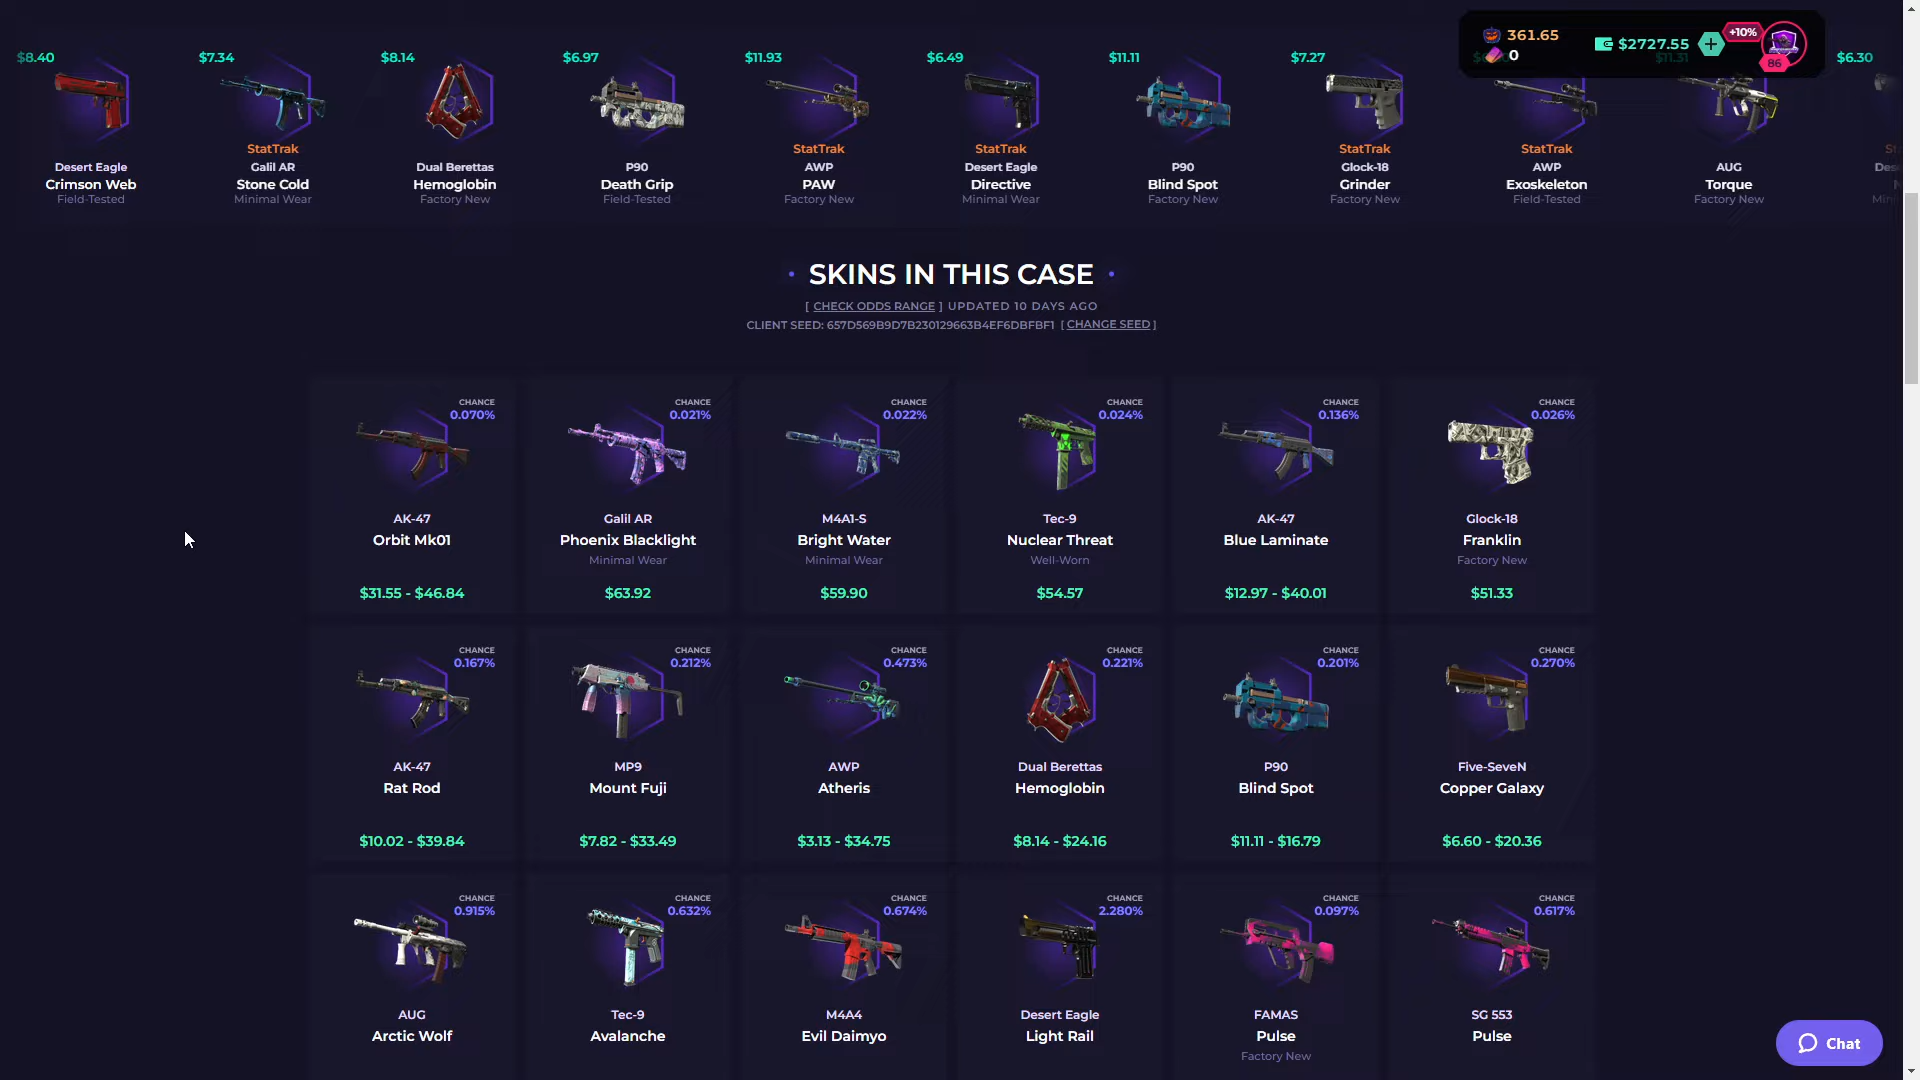 361.65
0
$2727.55
+10%
86
$8.40
$7.34
$8.14
$6.97
$11.93
$6.49
$11.11
$7.27
$11.31
$6.30
StatTrak
StatTrak
StatTrak
StatTrak
StatTrak
Desert Eagle
Galil AR
Dual Berettas
P90
AWP
Desert Eagle
P90
Glock-18
AWP
AUG
Crimson Web
Stone Cold
Hemoglobin
Death Grip
PAW
Directive
Blind Spot
Grinder
Exoskeleton
Torque
Field-Tested
Minimal Wear
Factory New
Field-Tested
Factory New
Minimal Wear
Factory New
Factory New
Field-Tested
Factory New
SKINS IN THIS CASE
[ CHECK ODDS RANGE ] UPDATED 10 DAYS AGO
CLIENT SEED: 657D569B9D7B230129663B4EF6DBFBF1 [ CHANGE SEED ]
CHANCE
0.070%
CHANCE
0.021%
CHANCE
0.022%
CHANCE
0.024%
CHANCE
0.136%
CHANCE
0.026%
AK-47
Galil AR
M4A1-S
Tec-9
AK-47
Glock-18
Orbit Mk01
Phoenix Blacklight
Bright Water
Nuclear Threat
Blue Laminate
Franklin
Minimal Wear
Minimal Wear
Well-Worn
Factory New
$31.55 - $46.84
$63.92
$59.90
$54.57
$12.97 - $40.01
$51.33
CHANCE
0.167%
CHANCE
0.212%
CHANCE
0.473%
CHANCE
0.221%
CHANCE
0.201%
CHANCE
0.270%
AK-47
MP9
AWP
Dual Berettas
P90
Five-SeveN
Rat Rod
Mount Fuji
Atheris
Hemoglobin
Blind Spot
Copper Galaxy
$10.02 - $39.84
$7.82 - $33.49
$3.13 - $34.75
$8.14 - $24.16
$11.11 - $16.79
$6.60 - $20.36
CHANCE
0.915%
CHANCE
0.632%
CHANCE
0.674%
CHANCE
2.280%
CHANCE
0.097%
CHANCE
0.617%
AUG
Tec-9
M4A4
Desert Eagle
FAMAS
SG 553
Arctic Wolf
Avalanche
Evil Daimyo
Light Rail
Pulse
Pulse
Factory New
Chat